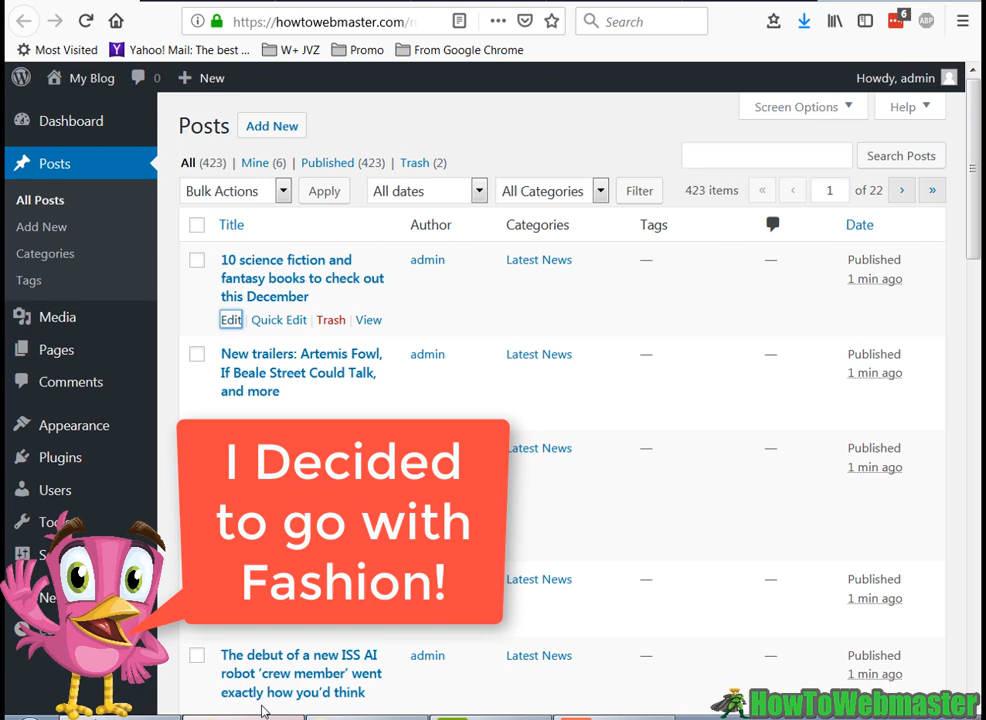 https://howtowebmaster.com/
Search
6
ABP
Most Visited
Yahoo! Mail: The best ...
W+ JVZ
Promo
From Google Chrome
My Blog
0
New
Howdy, admin
Screen Options
Help
Dashboard
Posts
All Posts
Add New
Categories
Tags
Media
Pages
Comments
Appearance
Plugins
Users
Posts
Add New
All (423) Mine (6) Published (423) Trash (2)
Search Posts
Bulk Actions Apply All dates All Categories Filter 423 items « ‹ 1 of 22 › »
Title Author Categories Tags Date
10 science fiction and
fantasy books to check out
this December
admin
Latest News
—
—
Published
1 min ago
Edit Quick Edit Trash View
New trailers: Artemis Fowl,
If Beale Street Could Talk,
and more
admin
Latest News
—
—
Published
1 min ago
Latest News
—
—
Published
1 min ago
Latest News
—
—
Published
1 min ago
The debut of a new ISS AI
robot ‘crew member’ went
exactly how you’d think
admin
Latest News
—
—
Published
1 min ago
I Decided
to go with
Fashion!
HowToWebmaster